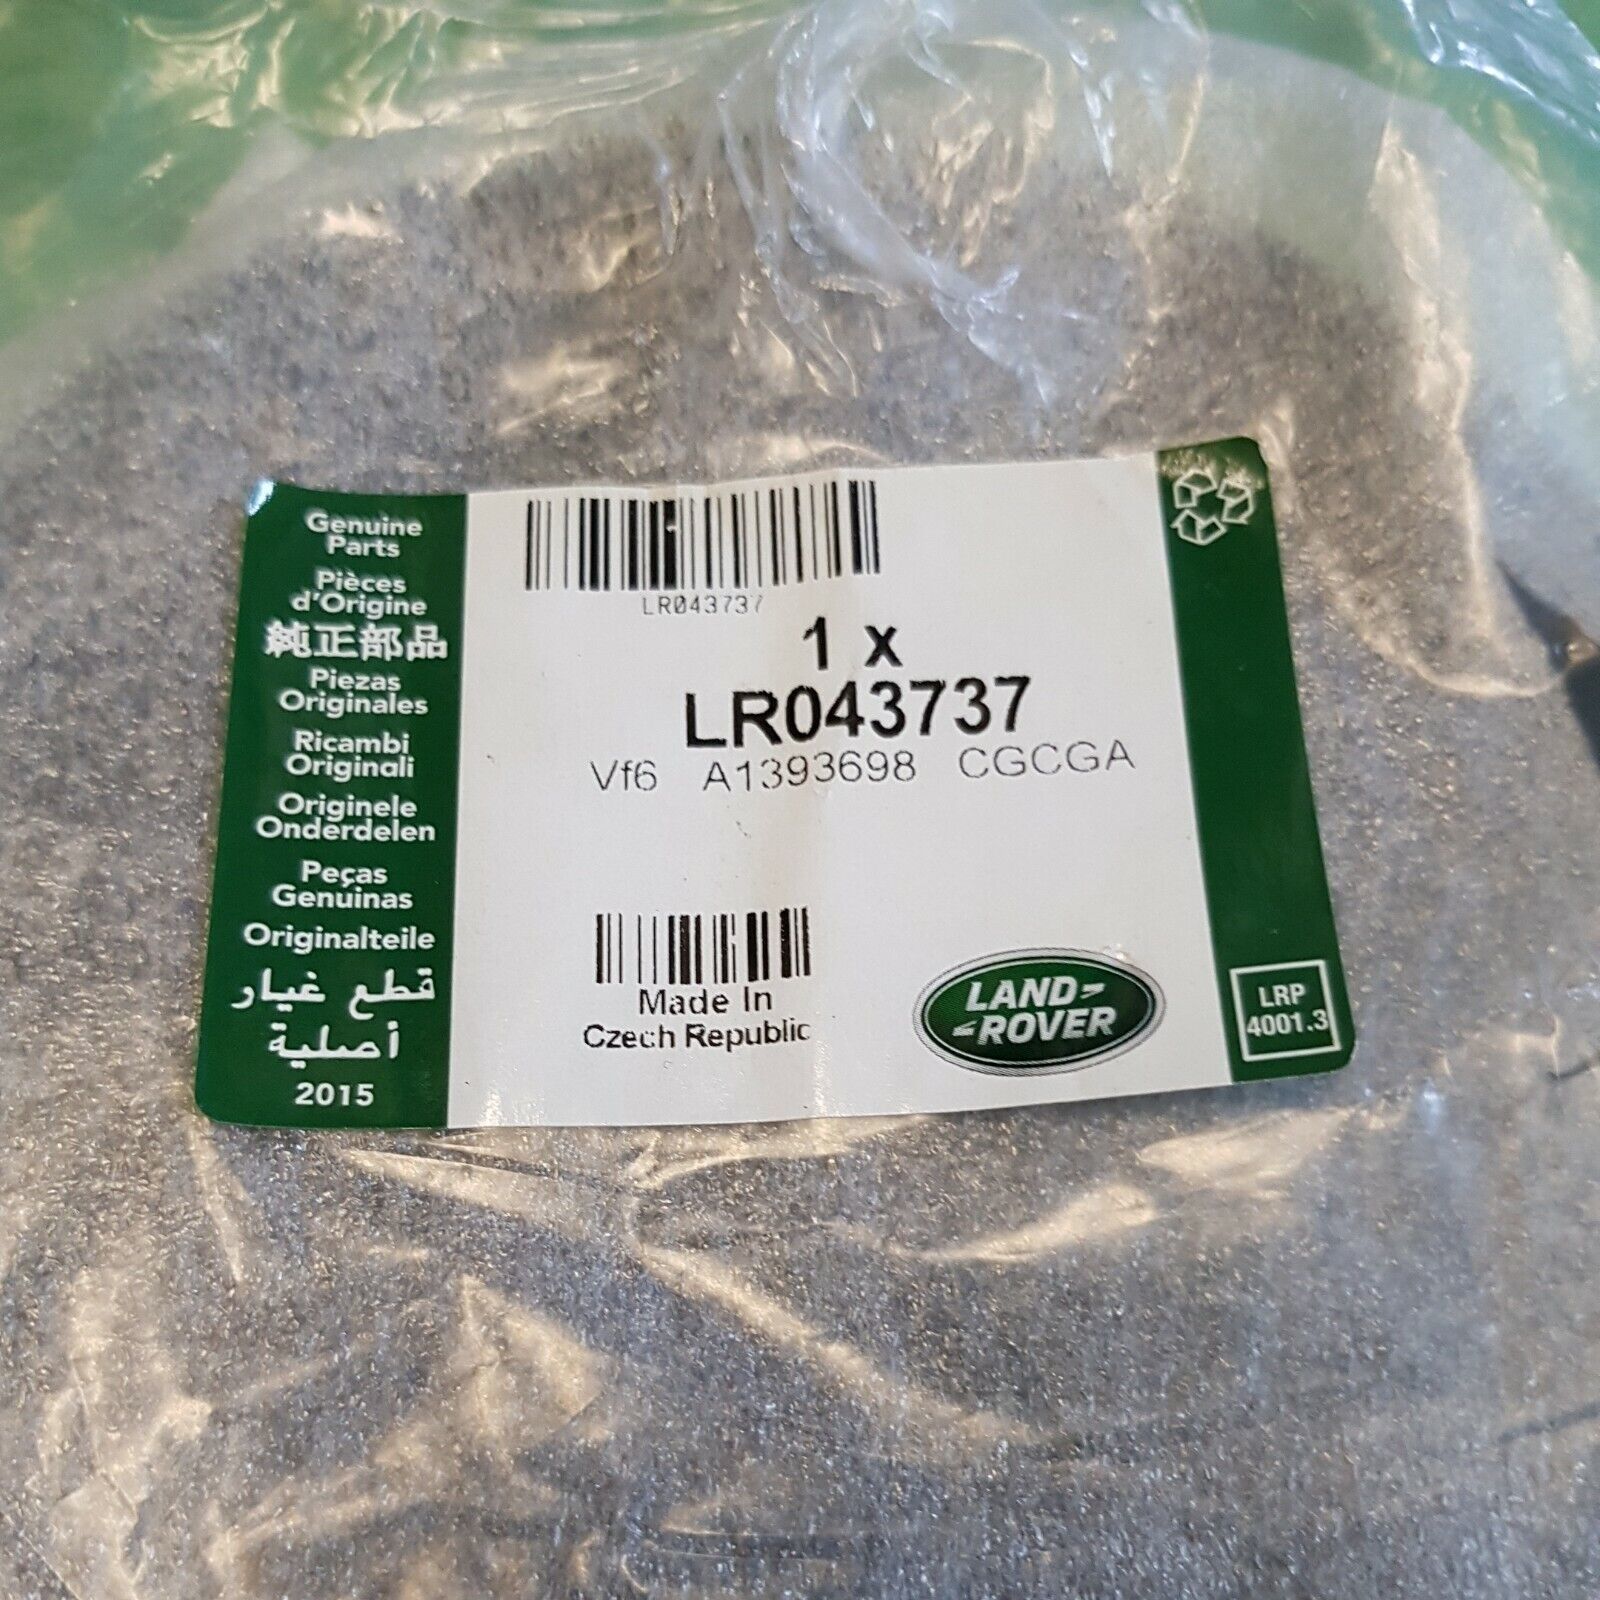 Genuine
Parts
Pièces
d'Origine
純正部品
Piezas
Originales
Ricambi
Originali
Originele
Onderdelen
Peças
Genuinas
Originalteile
قطع غيار
أصلية
2015
LR043737
1 x
LR043737
Vf6 A1393698 CGCGA
Made In
Czech Republic
LAND
ROVER
LRP
4001.3